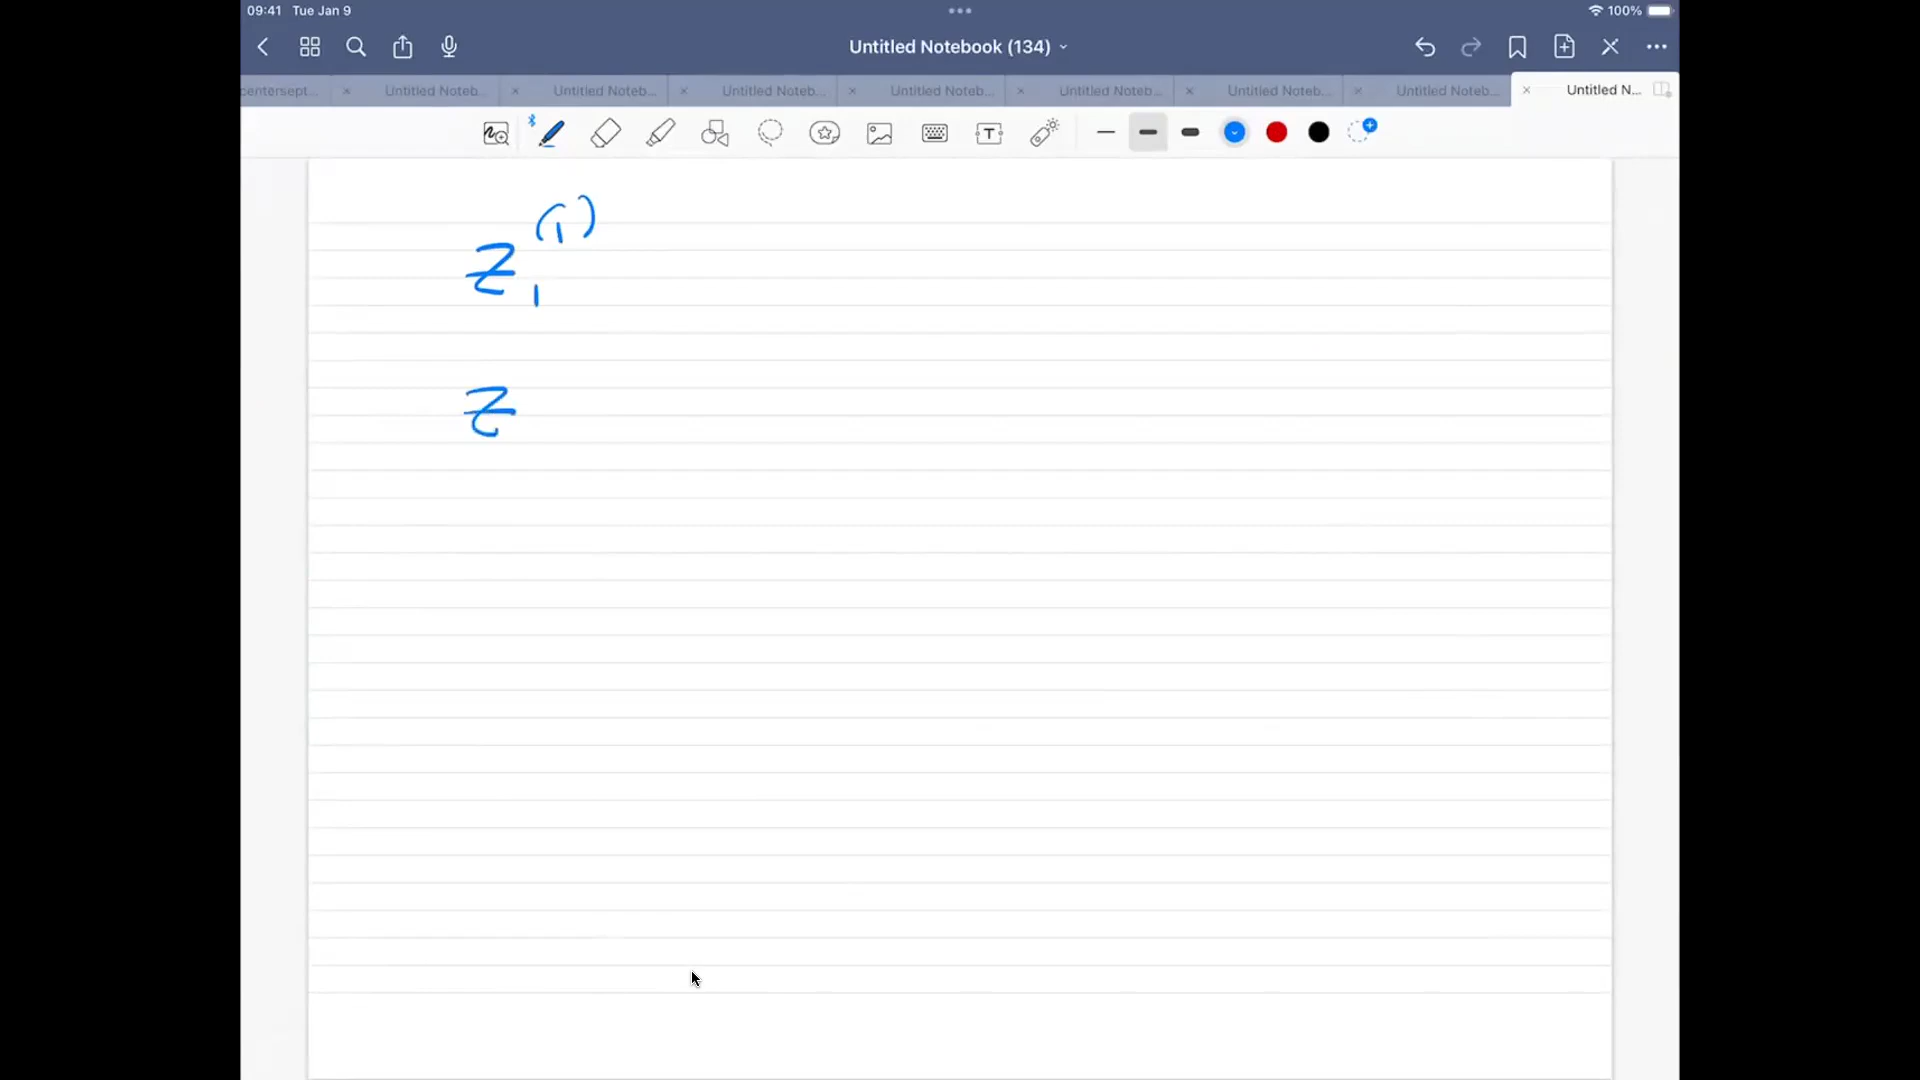 09:41 Tue Jan 9 100%
Untitled Notebook (134)
centersept... Untitled Noteb... Untitled Noteb... Untitled Noteb... Untitled Noteb... Untitled Noteb... Untitled Noteb... Untitled Noteb... Untitled N...
T
z₁⁽¹⁾
z